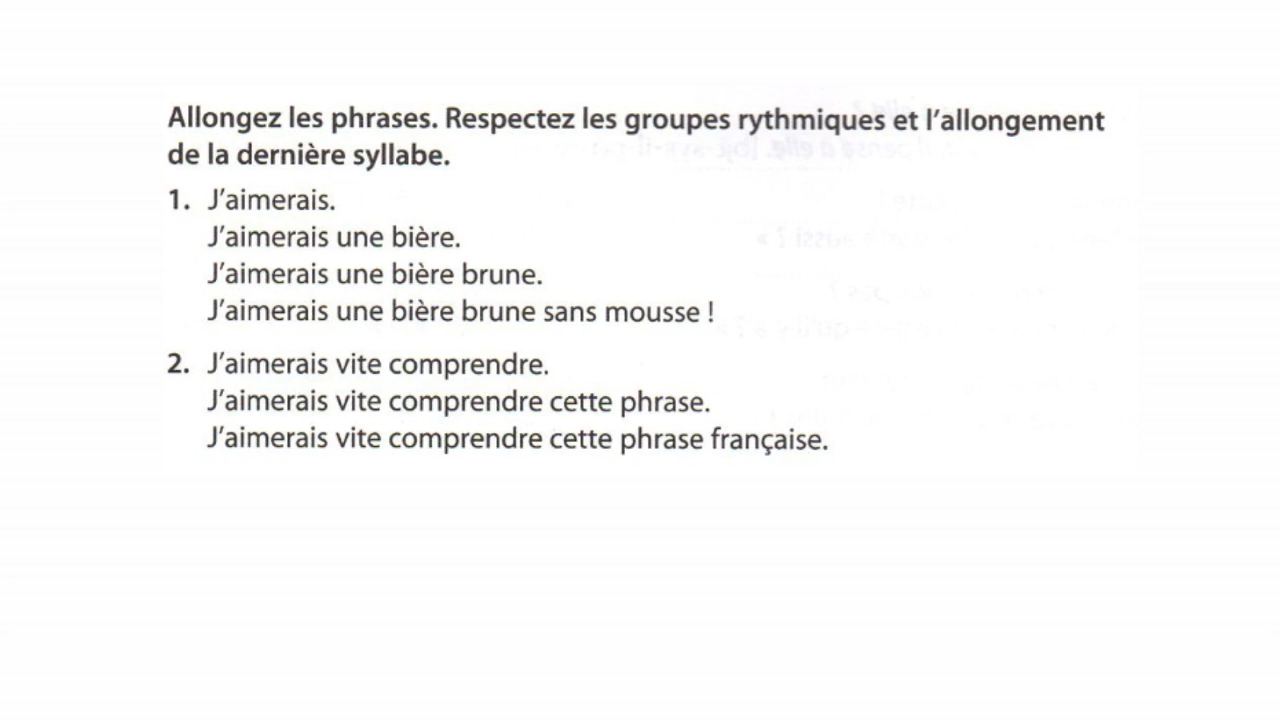 Allongez les phrases. Respectez les groupes rythmiques et l'allongement
de la dernière syllabe.
1. J'aimerais.
J'aimerais une bière.
J'aimerais une bière brune.
J'aimerais une bière brune sans mousse !
2. J'aimerais vite comprendre.
J'aimerais vite comprendre cette phrase.
J'aimerais vite comprendre cette phrase française.